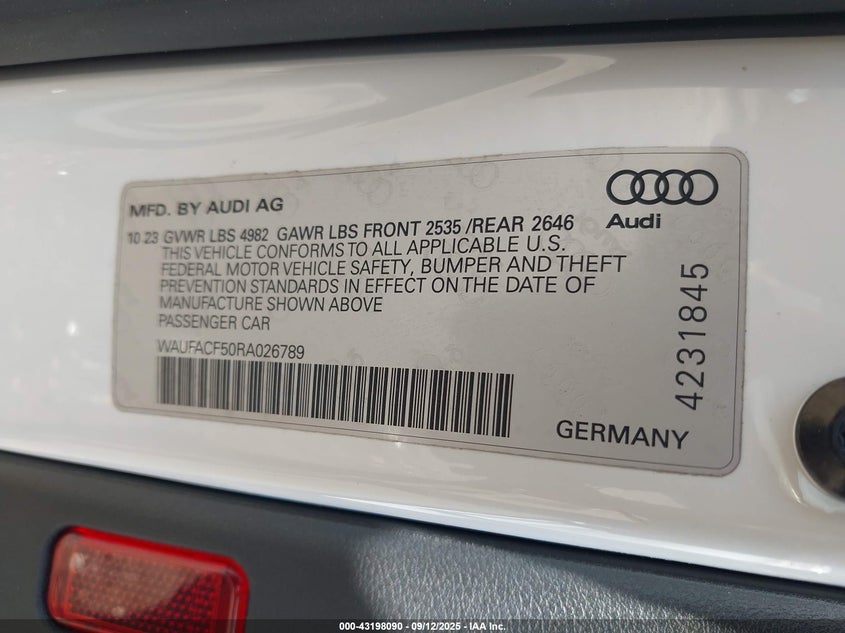 MFD. BY AUDI AG
Audi
10 23 GVWR LBS 4982 GAWR LBS FRONT 2535 /REAR 2646
THIS VEHICLE CONFORMS TO ALL APPLICABLE U.S.
FEDERAL MOTOR VEHICLE SAFETY, BUMPER AND THEFT
PREVENTION STANDARDS IN EFFECT ON THE DATE OF
MANUFACTURE SHOWN ABOVE
PASSENGER CAR
WAUFACF50RA026789
4231845
GERMANY
000-43198090 - 09/12/2025 - IAA Inc.